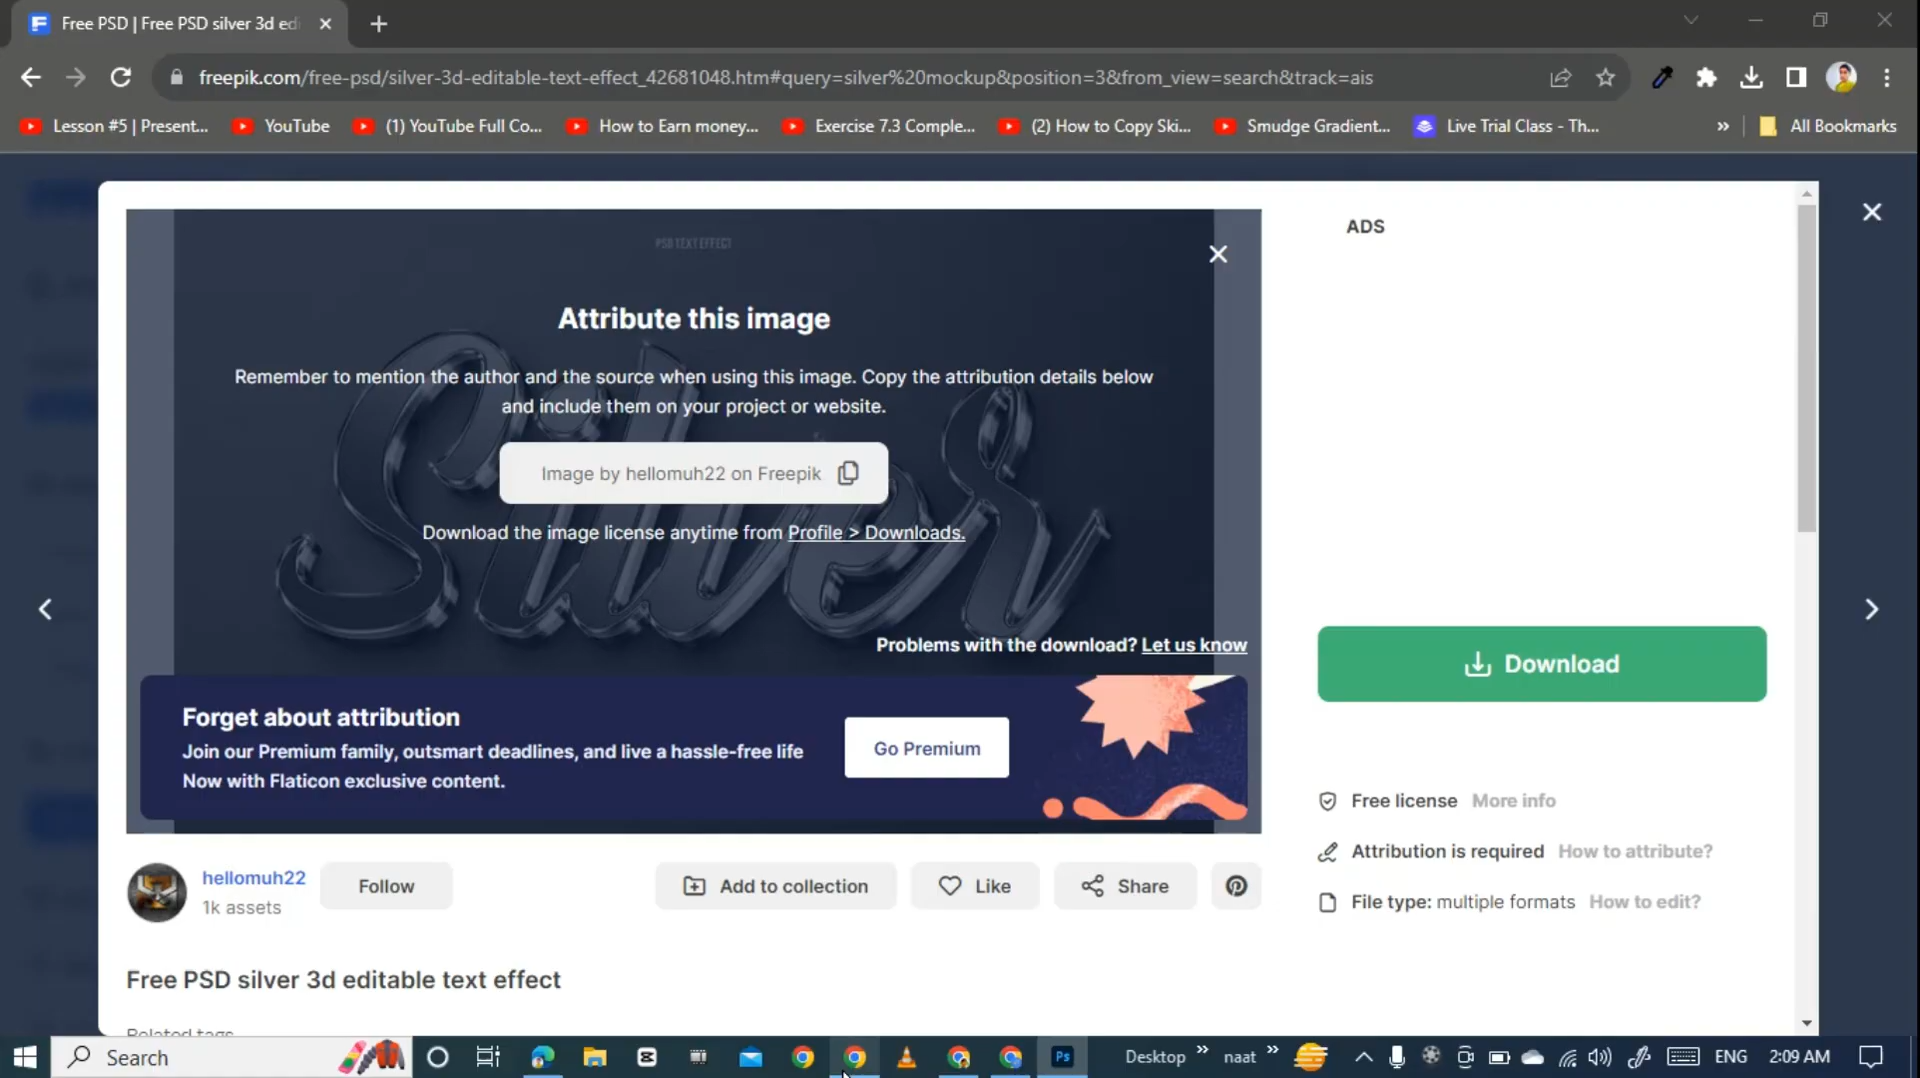 Free PSD | Free PSD silver 3d edi
freepik.com/free-psd/silver-3d-editable-text-effect_42681048.htm#query=silver%20mockup&position=3&from_view=search&track=ais
Lesson #5 | Present...
YouTube
(1) YouTube Full Co...
How to Earn money...
Exercise 7.3 Comple...
(2) How to Copy Ski...
Smudge Gradient...
Live Trial Class - Th...
»
All Bookmarks
PSD TEXT EFFECT
ADS
Attribute this image
Remember to mention the author and the source when using this image. Copy the attribution details below
and include them on your project or website.
Image by hellomuh22 on Freepik
Download the image license anytime from Profile > Downloads.
Silver
Problems with the download? Let us know
Download
Forget about attribution
Join our Premium family, outsmart deadlines, and live a hassle-free life
Now with Flaticon exclusive content.
Go Premium
Free license More info
Attribution is required How to attribute?
File type: multiple formats How to edit?
hellomuh22
1k assets
Follow
Add to collection
Like
Share
Free PSD silver 3d editable text effect
Related tags
Search
Ps
Desktop »
naat »
ENG
2:09 AM